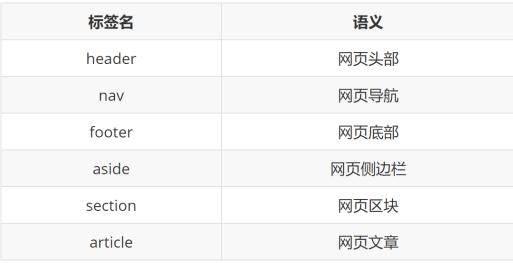 标签名 语义
header 网页头部
nav 网页导航
footer 网页底部
aside 网页侧边栏
section 网页区块
article 网页文章